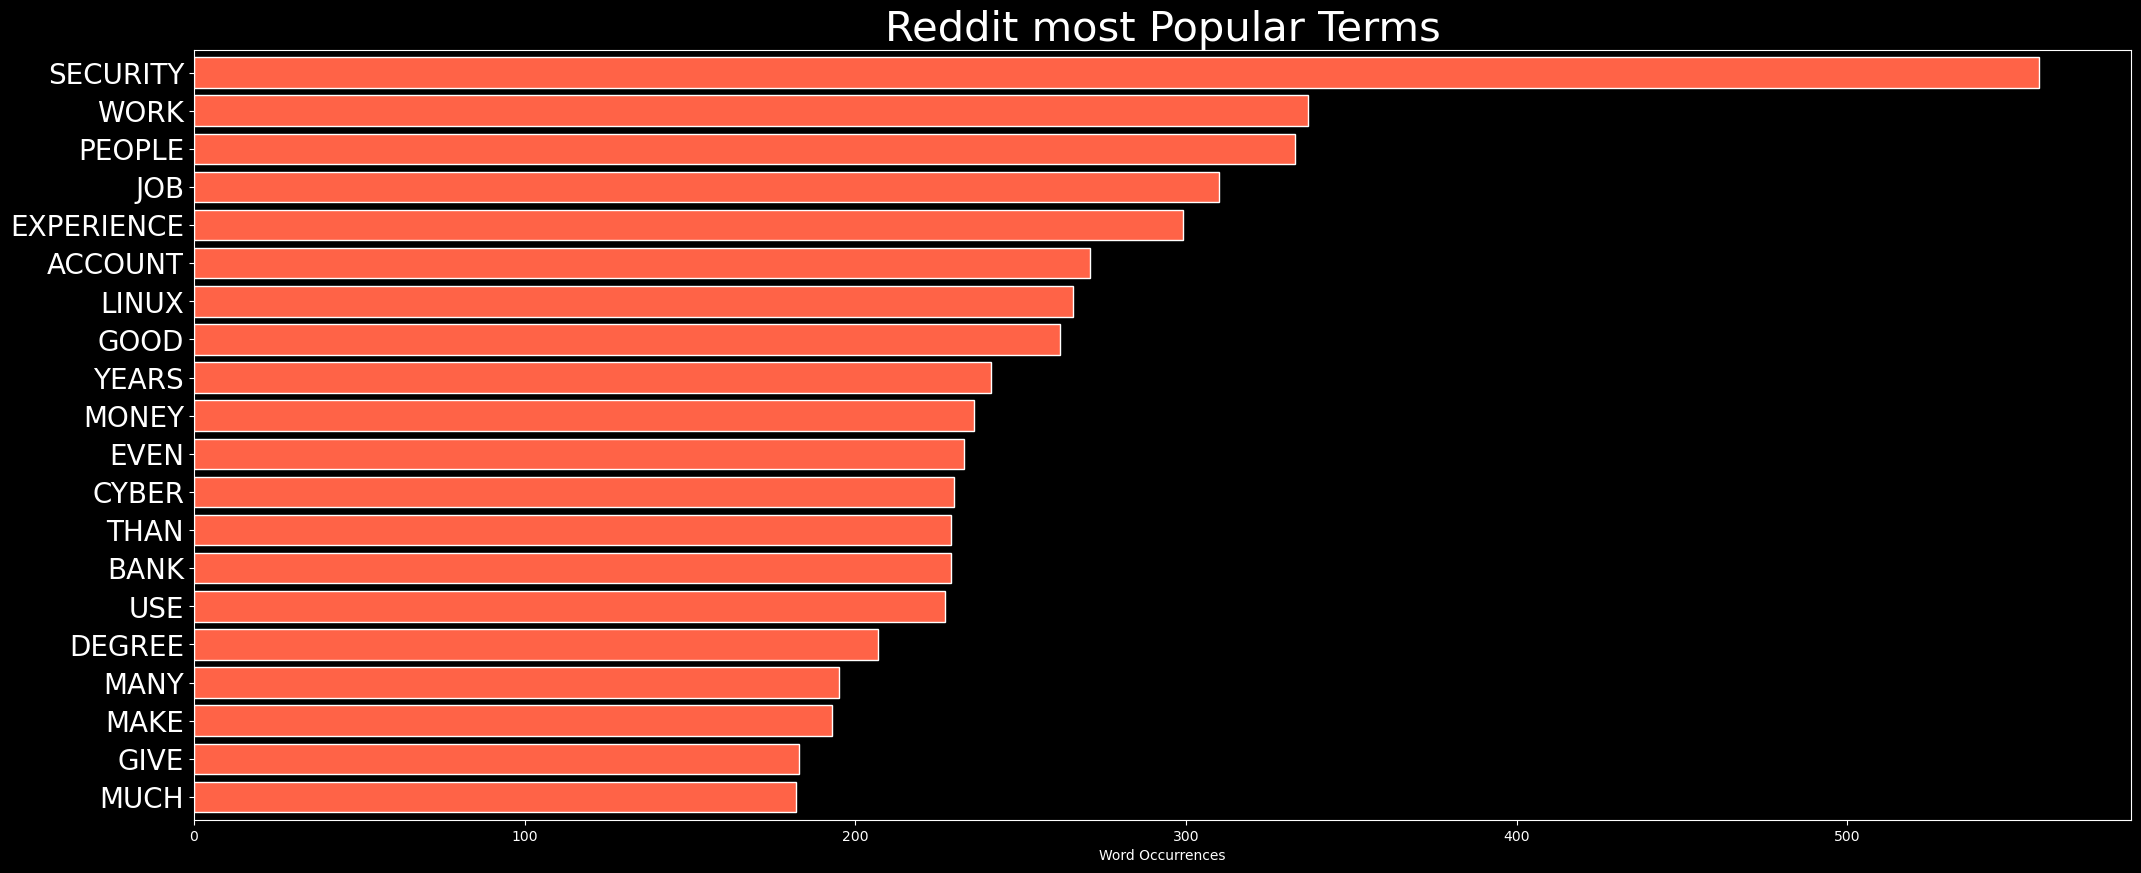 Reddit most Popular Terms
SECURITY
WORK
PEOPLE
JOB
EXPERIENCE
ACCOUNT
LINUX
GOOD
YEARS
MONEY
EVEN
CYBER
THAN
BANK
USE
DEGREE
MANY
MAKE
GIVE
MUCH
0 100 200 300 400 500
Word Occurrences